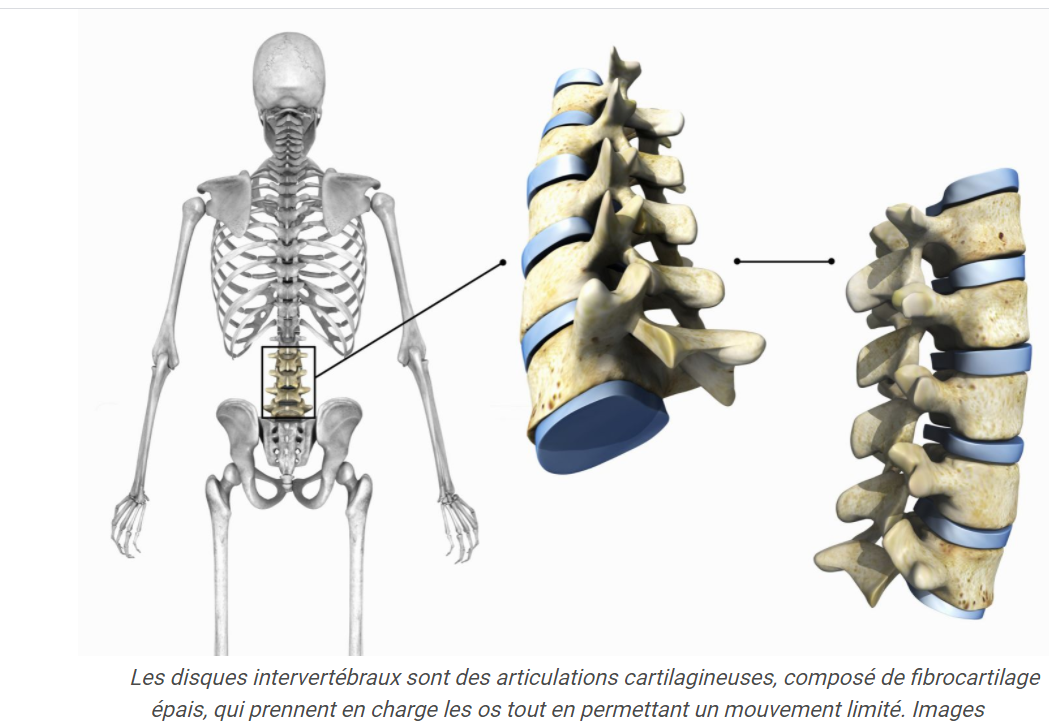 Les disques intervertébraux sont des articulations cartilagineuses, composé de fibrocartilage
épais, qui prennent en charge les os tout en permettant un mouvement limité. Images